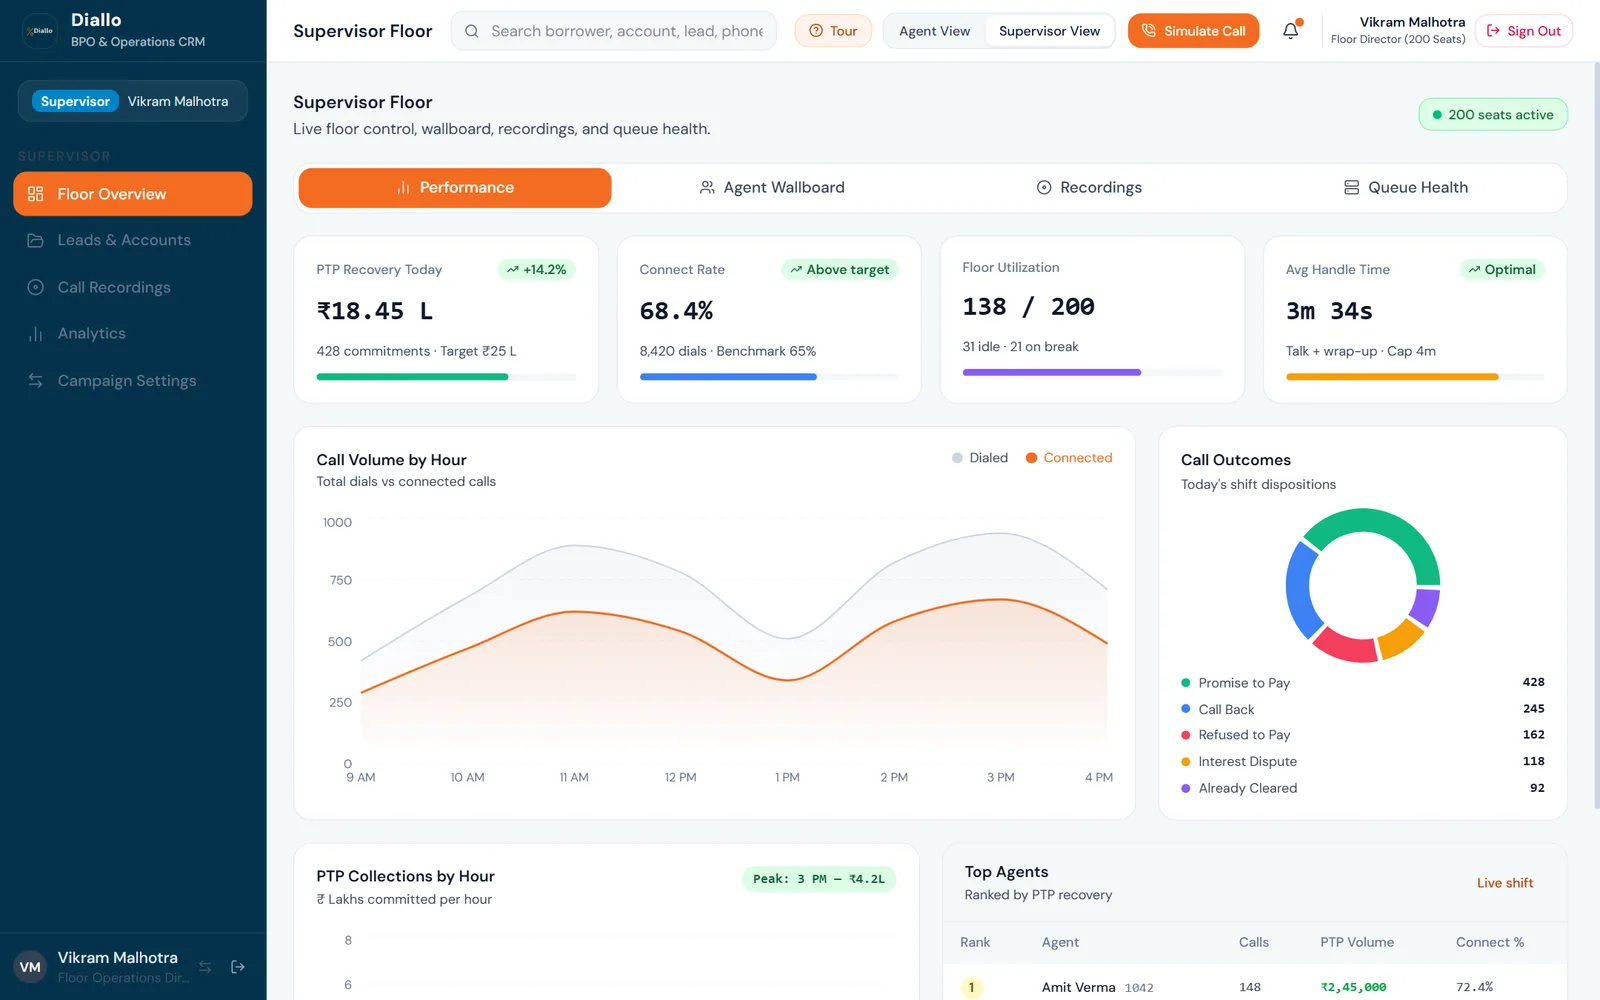 Diallo
Diallo
BPO & Operations CRM
Supervisor Vikram Malhotra
SUPERVISOR
Floor Overview
Leads & Accounts
Call Recordings
Analytics
Campaign Settings
VM
Vikram Malhotra
Floor Operations Dir...
Supervisor Floor
Search borrower, account, lead, phone
Tour
Agent View
Supervisor View
Simulate Call
Vikram Malhotra
Floor Director (200 Seats)
Sign Out
Supervisor Floor
Live floor control, wallboard, recordings, and queue health.
200 seats active
Performance
Agent Wallboard
Recordings
Queue Health
PTP Recovery Today
+14.2%
₹18.45 L
428 commitments · Target ₹25 L
Connect Rate
Above target
68.4%
8,420 dials · Benchmark 65%
Floor Utilization
138 / 200
31 idle · 21 on break
Avg Handle Time
Optimal
3m 34s
Talk + wrap-up · Cap 4m
Call Volume by Hour
Total dials vs connected calls
Dialed
Connected
1000
750
500
250
0
9 AM 10 AM 11 AM 12 PM 1 PM 2 PM 3 PM 4 PM
Call Outcomes
Today's shift dispositions
Promise to Pay 428
Call Back 245
Refused to Pay 162
Interest Dispute 118
Already Cleared 92
PTP Collections by Hour
₹ Lakhs committed per hour
Peak: 3 PM – ₹4.2L
8
6
Top Agents
Ranked by PTP recovery
Live shift
Rank Agent Calls PTP Volume Connect %
1 Amit Verma 1042 148 ₹2,45,000 72.4%